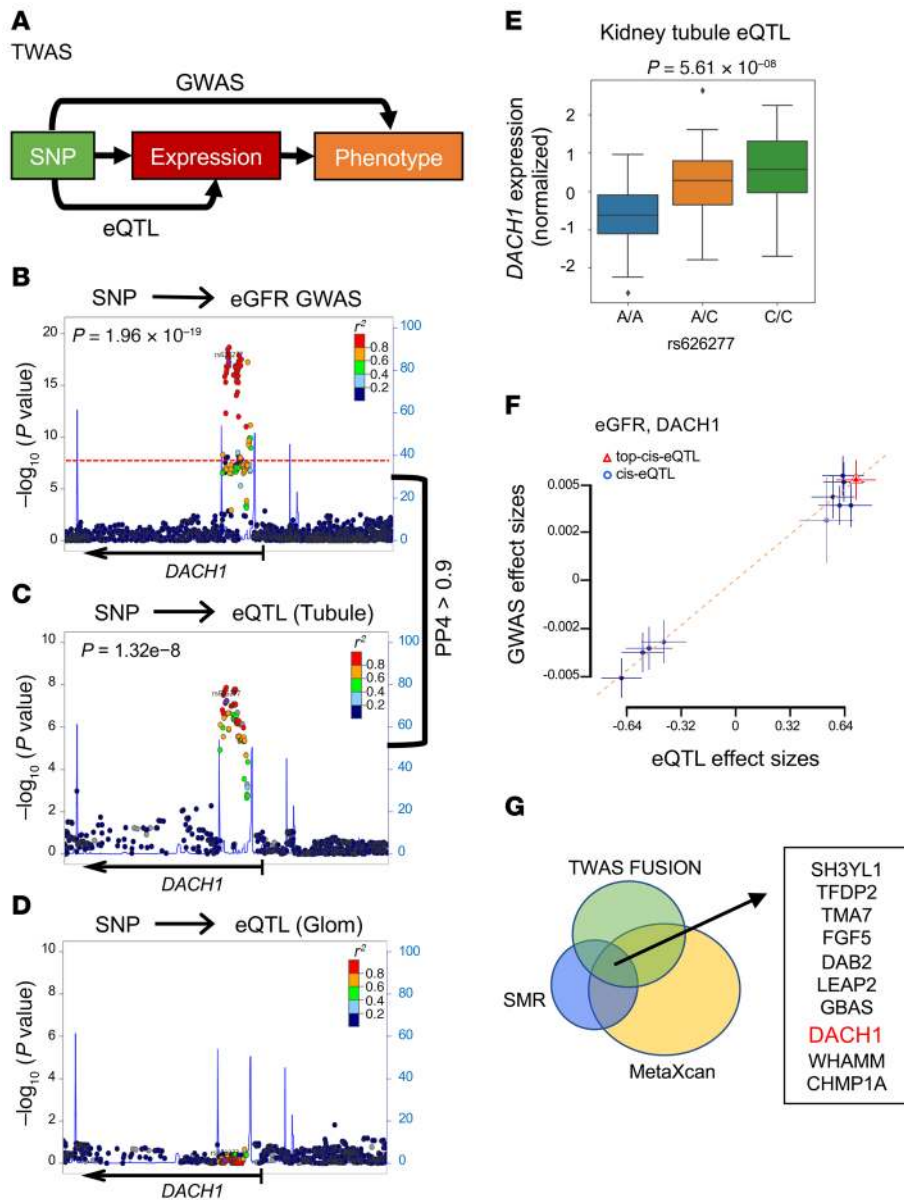 A
TWAS
GWAS
SNP
Expression
Phenotype
eQTL
B
SNP
eGFR GWAS
P = 1.96 × 10⁻¹⁹
r²
0.8
0.6
0.4
0.2
rs626277
20
15
10
5
0
100
80
60
40
20
0
−log₁₀ (P value)
DACH1
PP4 > 0.9
C
SNP
eQTL (Tubule)
P = 1.32e−8
r²
0.8
0.6
0.4
0.2
10
8
6
4
2
0
100
80
60
40
20
0
−log₁₀ (P value)
DACH1
D
SNP
eQTL (Glom)
r²
0.8
0.6
0.4
0.2
10
8
6
4
2
0
100
80
60
40
20
0
−log₁₀ (P value)
DACH1
E
Kidney tubule eQTL
P = 5.61 × 10⁻⁰⁸
DACH1 expression
(normalized)
2
1
0
-1
-2
A/A
A/C
C/C
rs626277
F
eGFR, DACH1
top-cis-eQTL
cis-eQTL
GWAS effect sizes
0.005
0.002
0
-0.002
-0.005
-0.64
-0.32
0
0.32
0.64
eQTL effect sizes
G
TWAS FUSION
SMR
MetaXcan
SH3YL1
TFDP2
TMA7
FGF5
DAB2
LEAP2
GBAS
DACH1
WHAMM
CHMP1A